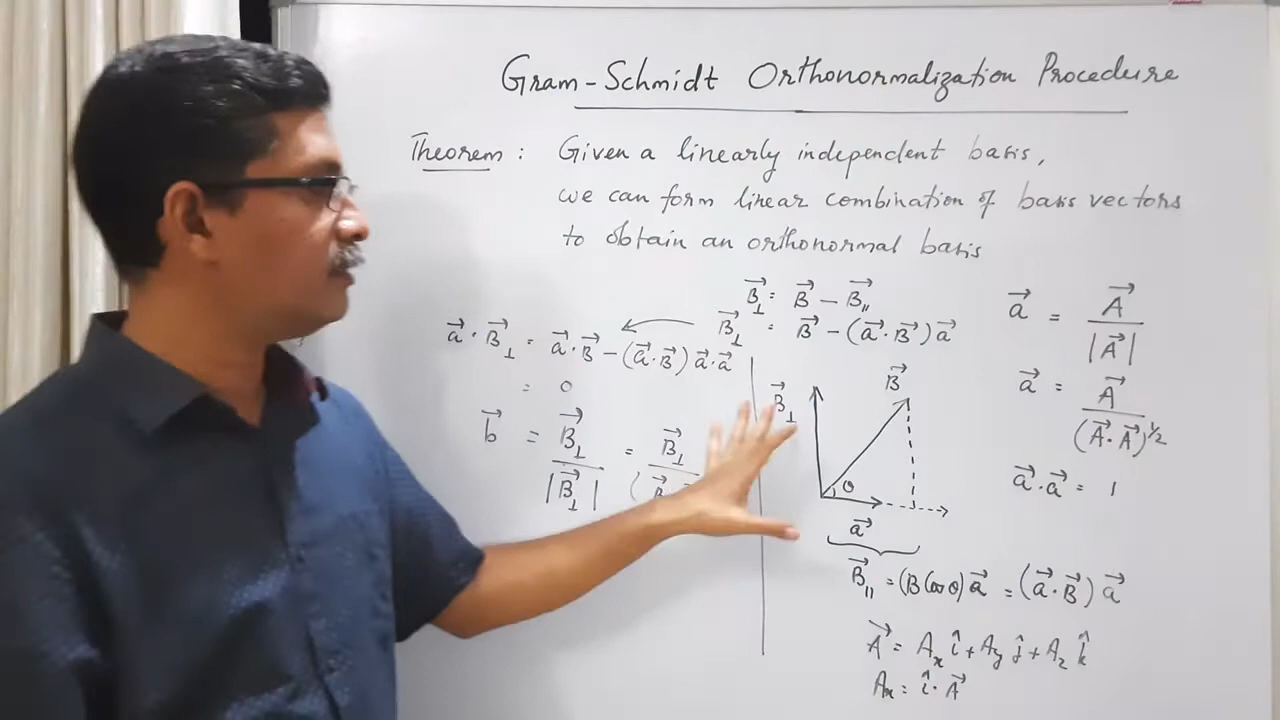 Gram-Schmidt Orthonormalization Procedure
Theorem : Given a linearly independent basis,
we can form linear combination of basis vectors
to obtain an orthonormal basis
B⃗⊥ = B⃗ − B⃗∥
B⃗⊥ = B⃗ − (a⃗·B⃗)a⃗
a⃗·B⃗⊥ = a⃗·B⃗ − (a⃗·B⃗) a⃗·a⃗
= 0
b⃗ = B⃗⊥ / |B⃗⊥| = B⃗⊥ / (B⃗
B⃗⊥
B⃗
θ
a⃗
B⃗∥ = (B Cos θ) a⃗ = (a⃗·B⃗) a⃗
A⃗ = Aₓ î + Ay ĵ + Az k̂
Aₓ = î·A⃗
a⃗ = A⃗ / |A⃗|
a⃗ = A⃗ / (A⃗·A⃗)^1/2
a⃗·a⃗ = 1